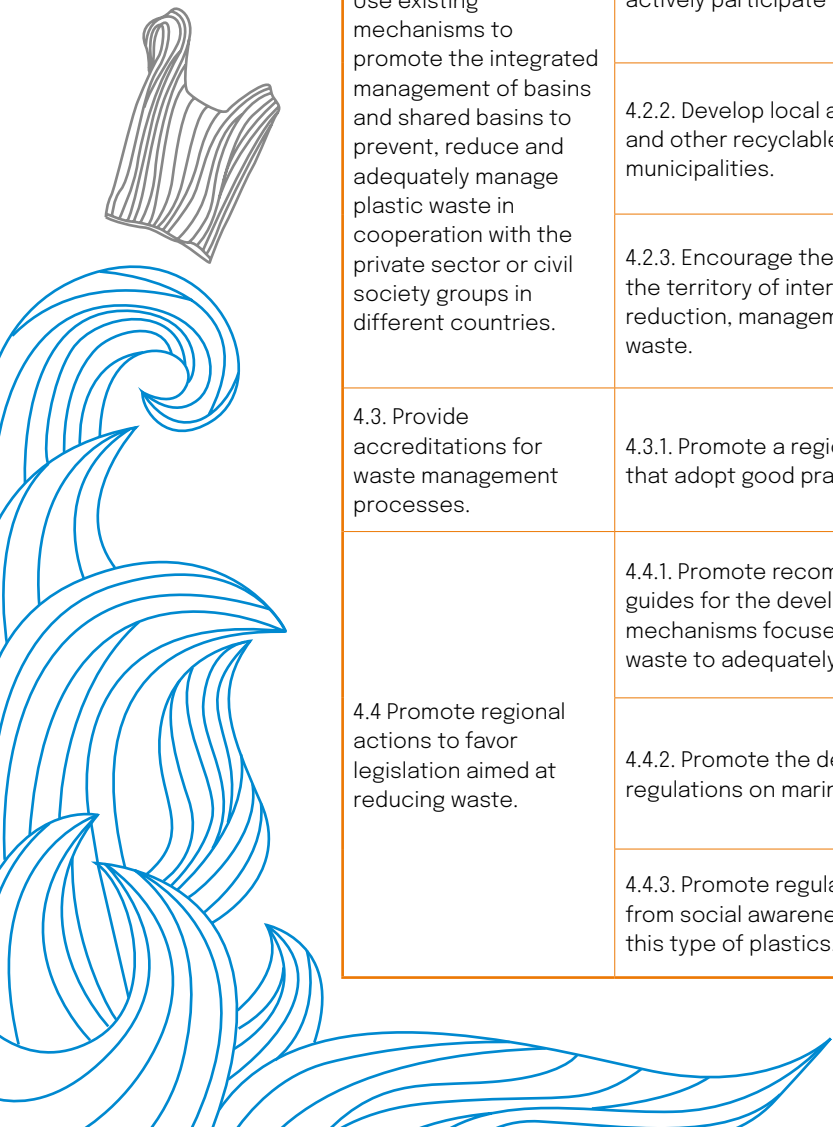 Use existing
mechanisms to
promote the integrated
management of basins
and shared basins to
prevent, reduce and
adequately manage
plastic waste in
cooperation with the
private sector or civil
society groups in
different countries.
actively participate
4.2.2. Develop local a
and other recyclable
municipalities.
4.2.3. Encourage the
the territory of inter
reduction, managem
waste.
4.3. Provide
accreditations for
waste management
processes.
4.3.1. Promote a regio
that adopt good pra
4.4 Promote regional
actions to favor
legislation aimed at
reducing waste.
4.4.1. Promote recom
guides for the devel
mechanisms focuse
waste to adequately
4.4.2. Promote the de
regulations on marin
4.4.3. Promote regula
from social awarene
this type of plastics.